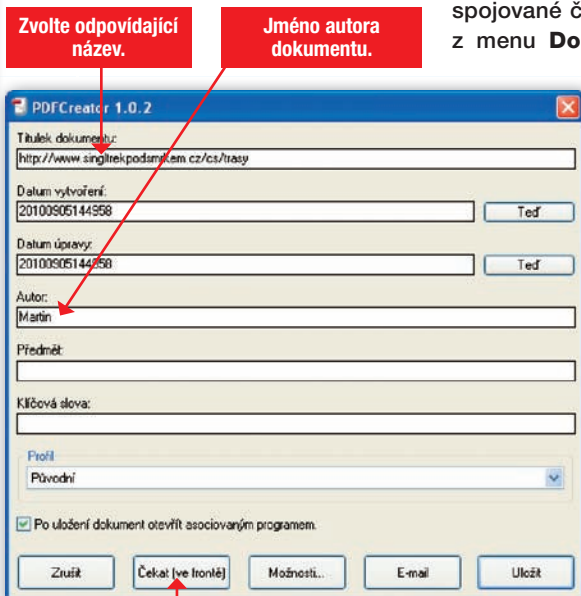 spojované č
z menu Do
Zvolte odpovídající
název.
Jméno autora
dokumentu.
PDFCreator 1.0.2
Titulek dokumentu:
http://www.singltrekpodsmrkem.cz/cs/trasy
Datum vytvoření:
20100905144958
Teď
Datum úpravy:
20100905144958
Teď
Autor:
Martin
Předmět:
Klíčová slova:
Profil
Původní
Po uložení dokument otevřít asociovaným programem.
Zrušit
Čekat (ve frontě)
Možnosti...
E-mail
Uložit